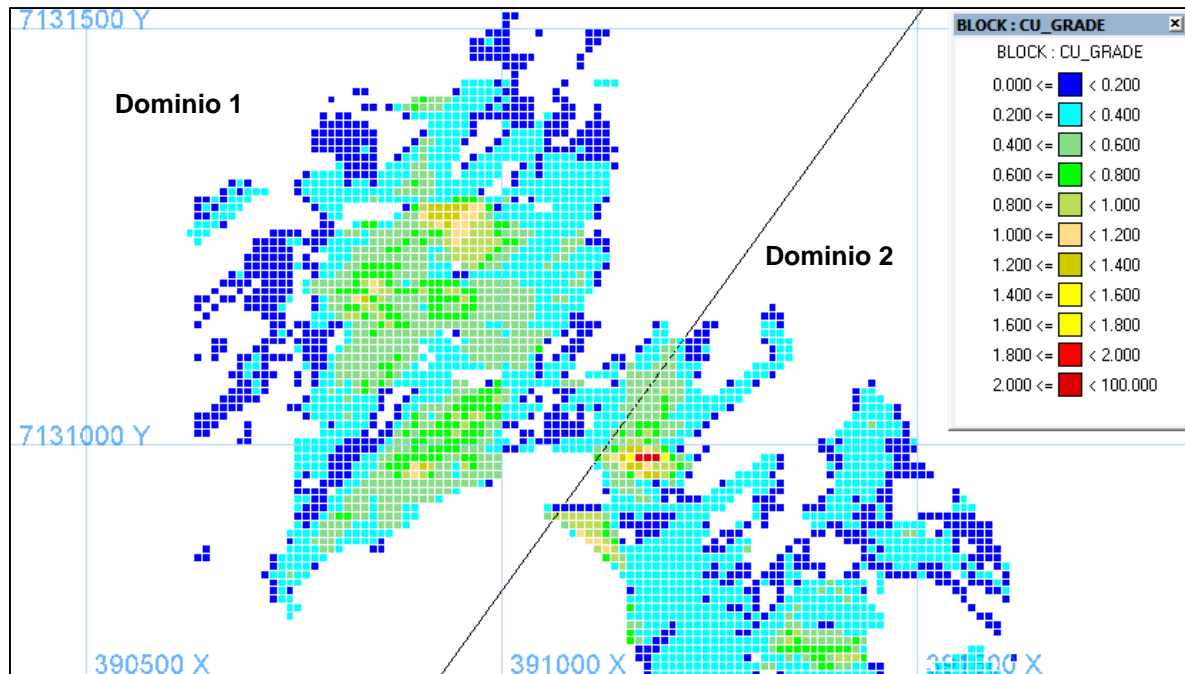 7131500 Y
Dominio 1
Dominio 2
7131000 Y
390500 X
391000 X
391500 X
BLOCK : CU_GRADE
BLOCK : CU_GRADE
0.000 <= < 0.200
0.200 <= < 0.400
0.400 <= < 0.600
0.600 <= < 0.800
0.800 <= < 1.000
1.000 <= < 1.200
1.200 <= < 1.400
1.400 <= < 1.600
1.600 <= < 1.800
1.800 <= < 2.000
2.000 <= < 100.000